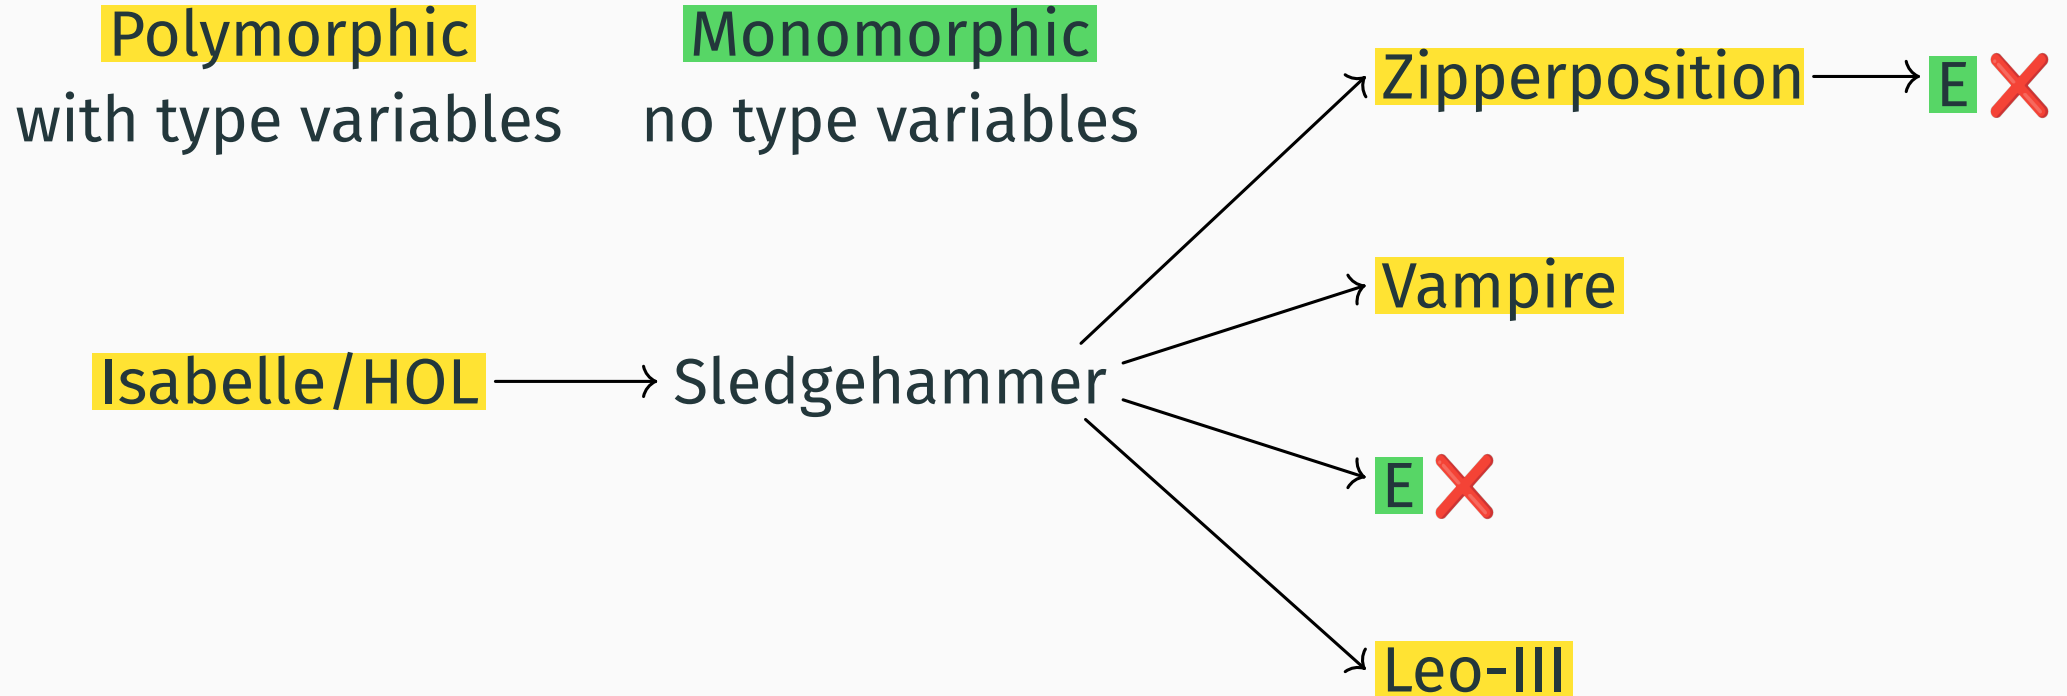 Polymorphic
with type variables
Monomorphic
no type variables
Isabelle/HOL
Sledgehammer
Zipperposition
E
Vampire
E
Leo-III